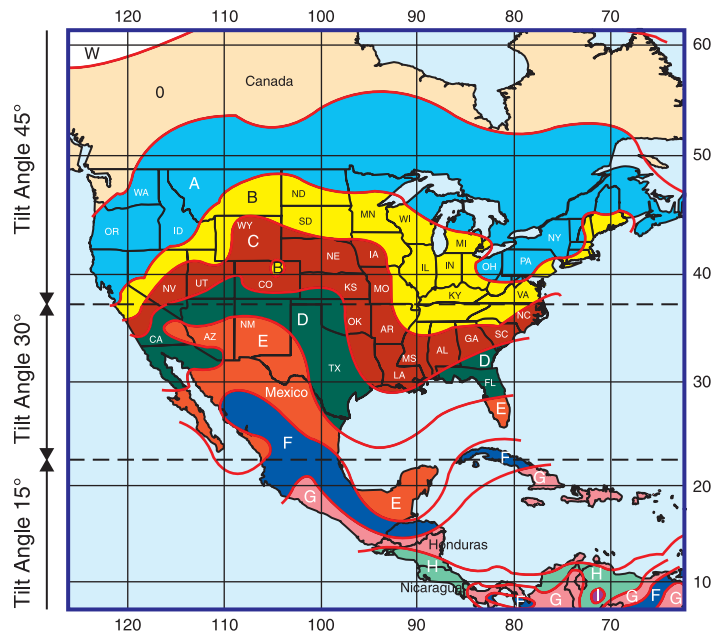 120 110 100 90 80 70
60
W
Canada
0
50
WA
A
B
ND
MN
WI
OR
ID
SD
MI
NY
WY
C
NE
IA
IL
IN
OH
PA
B
40
NV
UT
CO
KS
MO
KY
VA
NC
OK
AR
D
CA
AZ
NM
E
TX
MS
AL
GA
SC
LA
D
FL
30
Mexico
E
F
F
20
G
G
E
Honduras
H
H
Nicaragua
10
F
G
I
G
F
G
120 110 100 90 80 70
Tilt Angle 45°
Tilt Angle 30°
Tilt Angle 15°